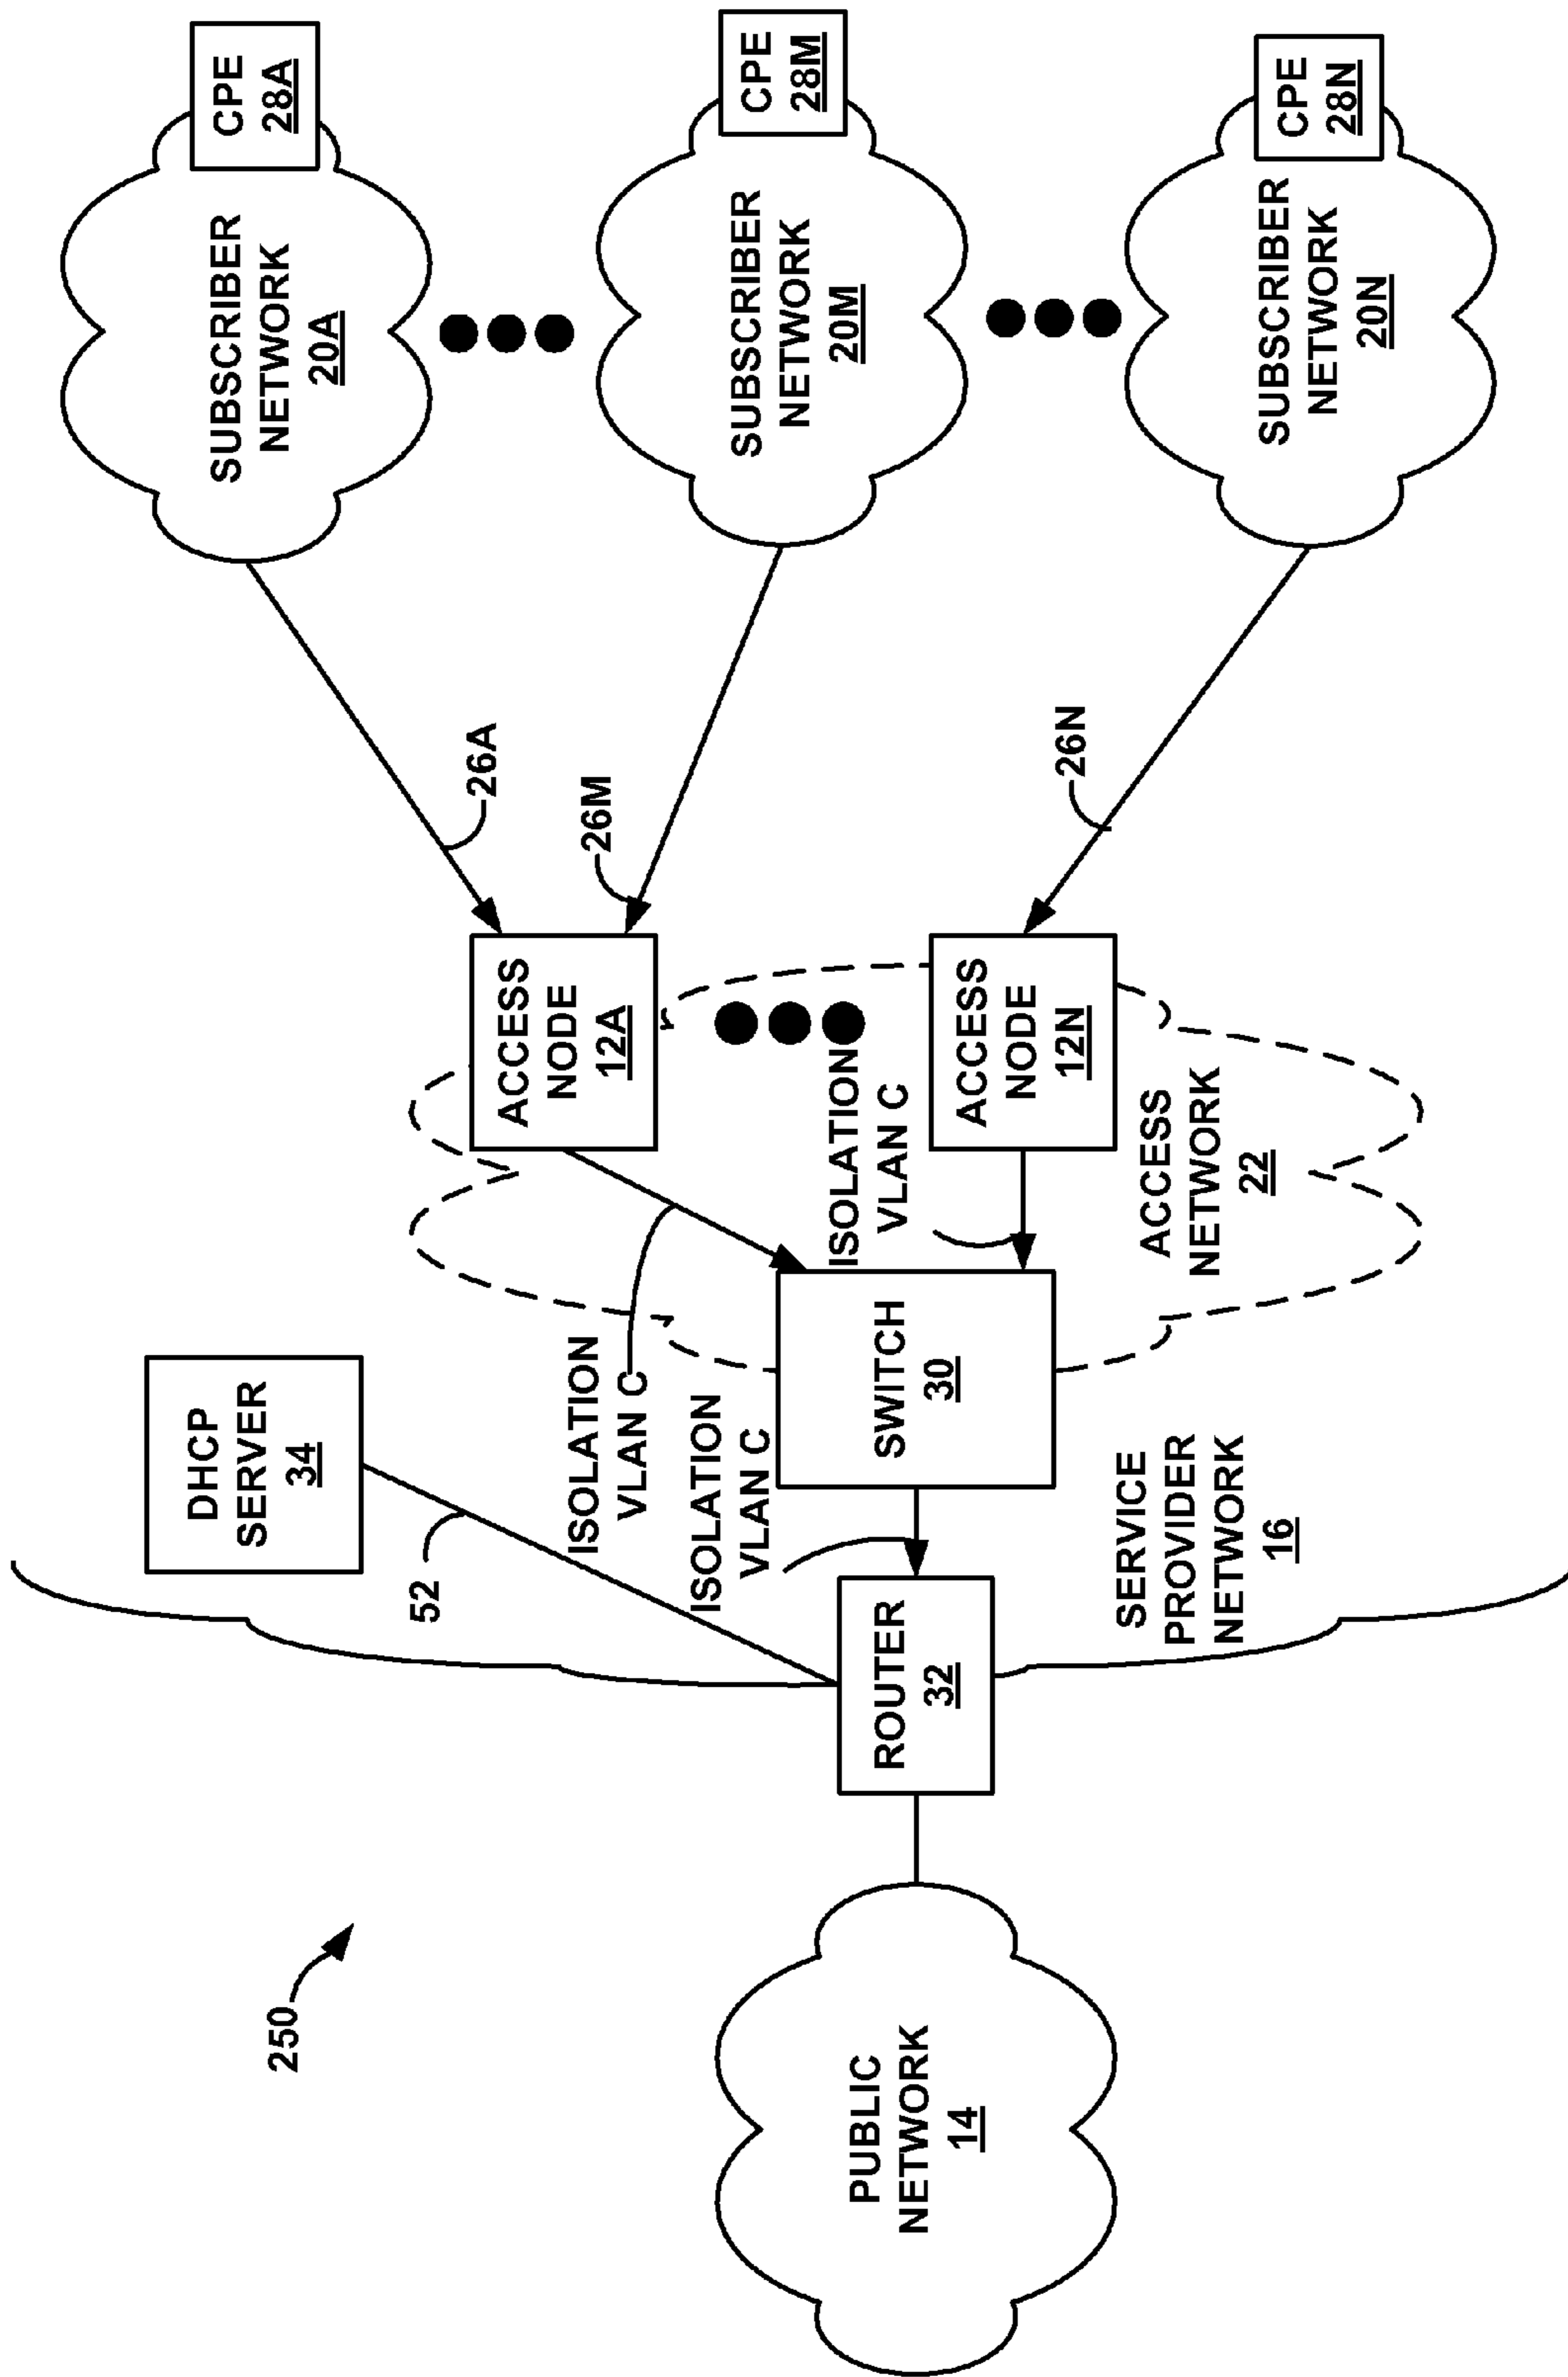 250
PUBLIC
NETWORK
14
ROUTER
32
52
DHCP
SERVER
34
SERVICE
PROVIDER
NETWORK
16
ISOLATION
VLAN C
ISOLATION
VLAN C
SWITCH
30
ISOLATION
VLAN C
ACCESS
NETWORK
22
ACCESS
NODE
12A
ACCESS
NODE
12N
26A
26M
26N
SUBSCRIBER
NETWORK
20A
CPE
28A
SUBSCRIBER
NETWORK
20M
CPE
28M
SUBSCRIBER
NETWORK
20N
CPE
28N